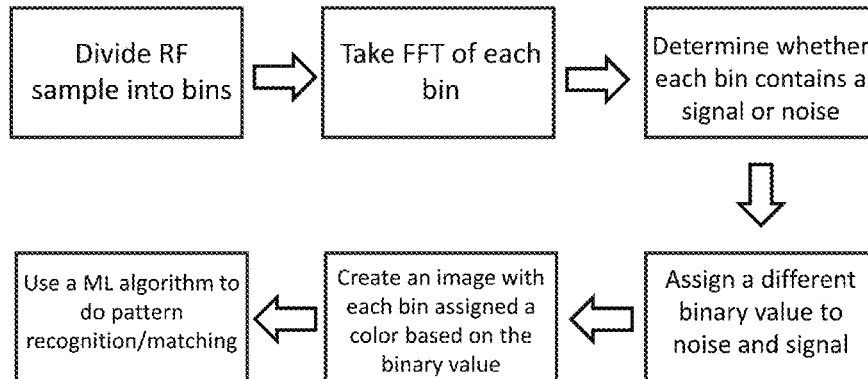 Divide RF
sample into bins
Take FFT of each
bin
Determine whether
each bin contains a
signal or noise
Assign a different
binary value to
noise and signal
Create an image with
each bin assigned a
color based on the
binary value
Use a ML algorithm to
do pattern
recognition/matching